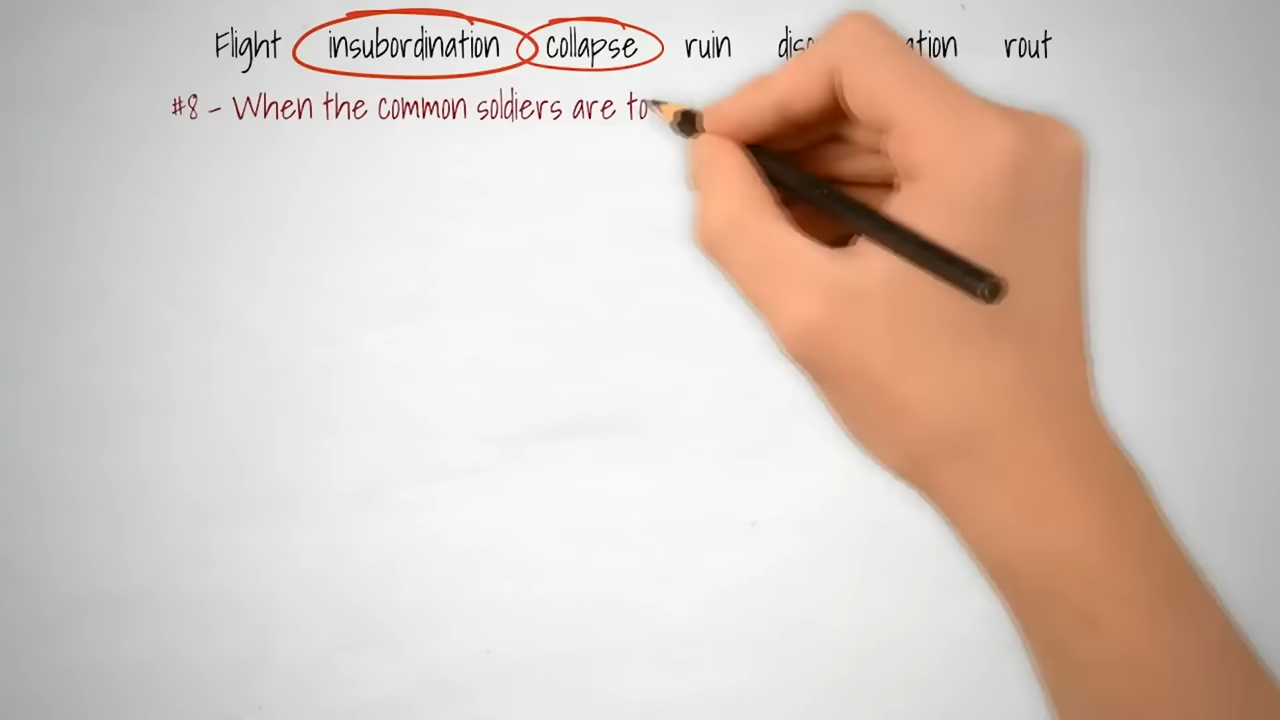 Flight insubordination collapse ruin rout
#8 - When the common soldiers are to